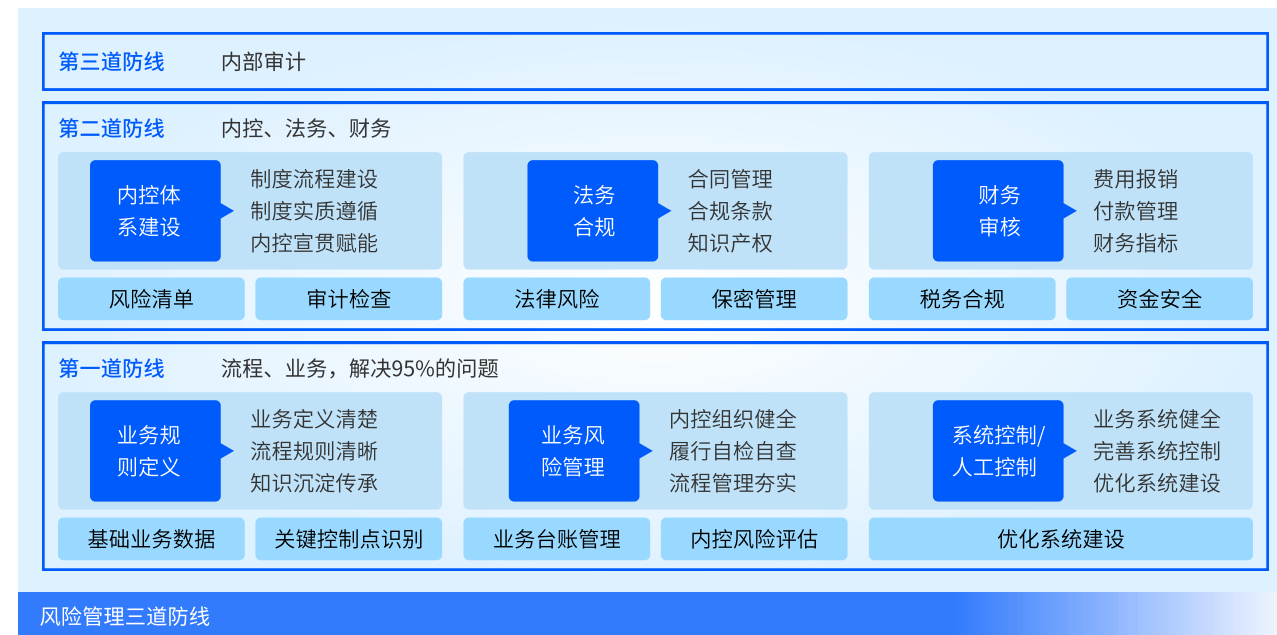 第三道防线 内部审计
第二道防线 内控、法务、财务
内控体
系建设
制度流程建设
制度实质遵循
内控宣贯赋能
法务
合规
合同管理
合规条款
知识产权
财务
审核
费用报销
付款管理
财务指标
风险清单
审计检查
法律风险
保密管理
税务合规
资金安全
第一道防线 流程、业务，解决95%的问题
业务规
则定义
业务定义清楚
流程规则清晰
知识沉淀传承
业务风
险管理
内控组织健全
履行自检自查
流程管理夯实
系统控制/
人工控制
业务系统健全
完善系统控制
优化系统建设
基础业务数据
关键控制点识别
业务台账管理
内控风险评估
优化系统建设
风险管理三道防线